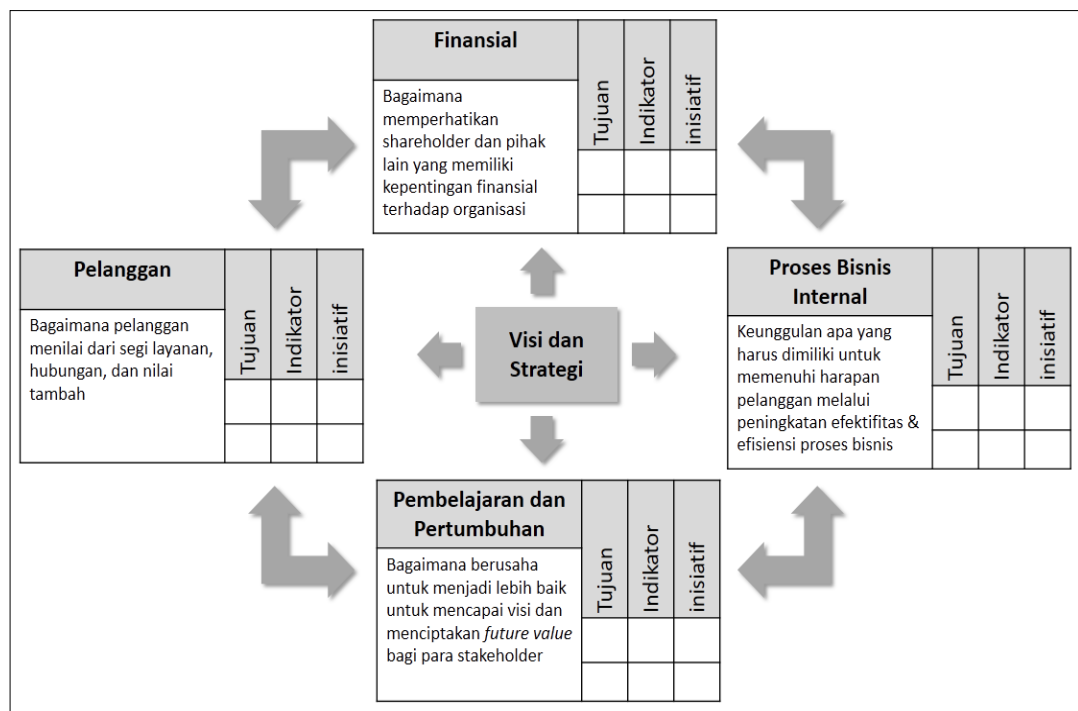 Finansial
Tujuan
Indikator
inisiatif
Bagaimana
memperhatikan
shareholder dan pihak
lain yang memiliki
kepentingan finansial
terhadap organisasi
Pelanggan
Tujuan
Indikator
inisiatif
Bagaimana pelanggan
menilai dari segi layanan,
hubungan, dan nilai
tambah
Visi dan
Strategi
Proses Bisnis
Internal
Tujuan
Indikator
inisiatif
Keunggulan apa yang
harus dimiliki untuk
memenuhi harapan
pelanggan melalui
peningkatan efektifitas &
efisiensi proses bisnis
Pembelajaran dan
Pertumbuhan
Tujuan
Indikator
inisiatif
Bagaimana berusaha
untuk menjadi lebih baik
untuk mencapai visi dan
menciptakan future value
bagi para stakeholder